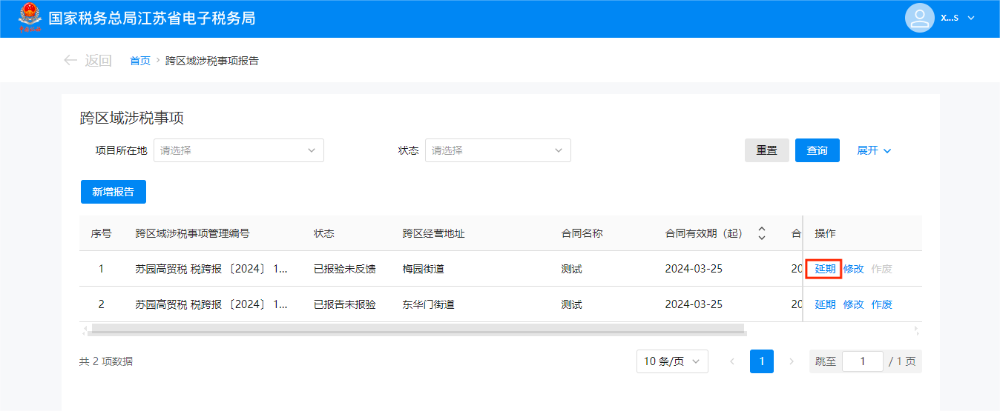 国家税务总局江苏省电子税务局 x...s
返回 首页 跨区域涉税事项报告
跨区域涉税事项
项目所在地 请选择 状态 请选择 重置 查询 展开
新增报告
序号 跨区域涉税事项管理编号 状态 跨区经营地址 合同名称 合同有效期（起） 合 操作
1 苏园高贸税 税跨报 〔2024〕 1... 已报验未反馈 梅园街道 测试 2024-03-25 20 延期 修改 作废
2 苏园高贸税 税跨报 〔2024〕 1... 已报告未报验 东华门街道 测试 2024-03-25 20 延期 修改 作废
共 2 项数据 10 条/页 1 跳至 1 / 1 页